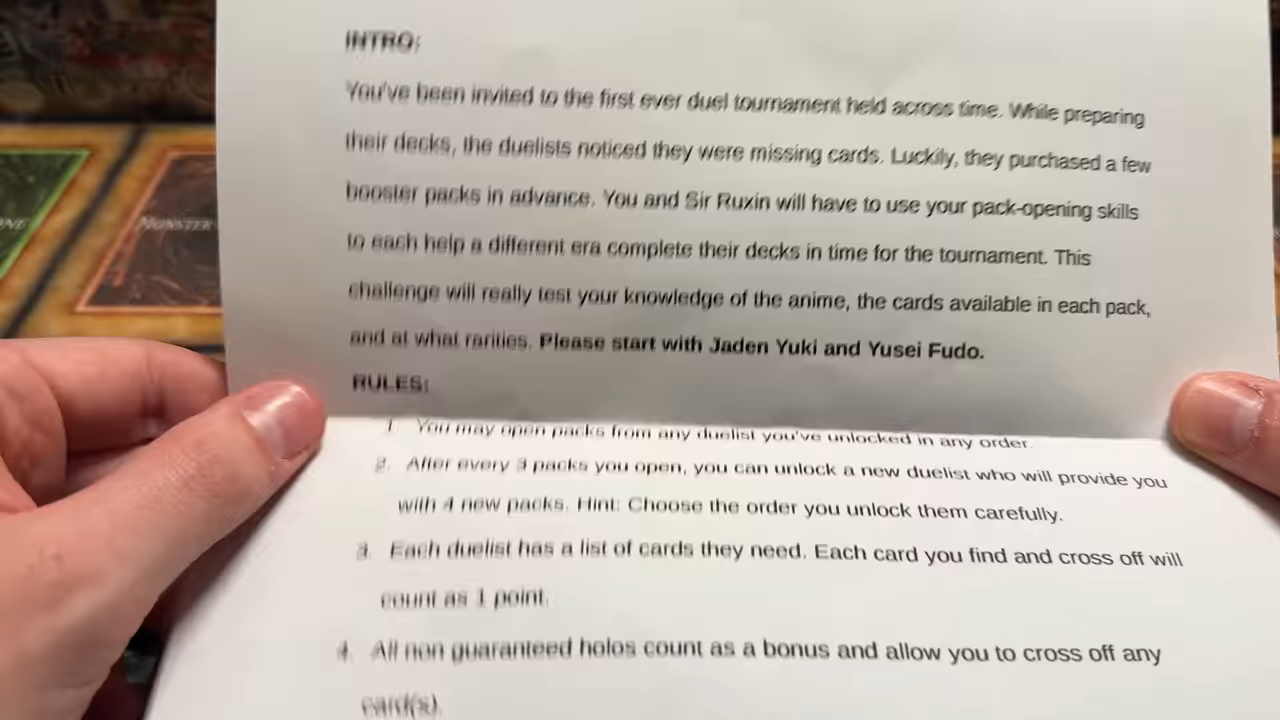 INTRO:
You've been invited to the first ever duel tournament held across time. While preparing
their decks, the duelists noticed they were missing cards. Luckily, they purchased a few
booster packs in advance. You and Sir Ruxin will have to use your pack-opening skills
to each help a different era complete their decks in time for the tournament. This
challenge will really test your knowledge of the anime, the cards available in each pack,
and at what rarities. Please start with Jaden Yuki and Yusei Fudo.
RULES:
1. You may open packs from any duelist you've unlocked in any order.
2. After every 3 packs you open, you can unlock a new duelist who will provide you
with 4 new packs. Hint: Choose the order you unlock them carefully.
3. Each duelist has a list of cards they need. Each card you find and cross off will
count as 1 point.
4. All non guaranteed holos count as a bonus and allow you to cross off any
card(s).
MONSTER